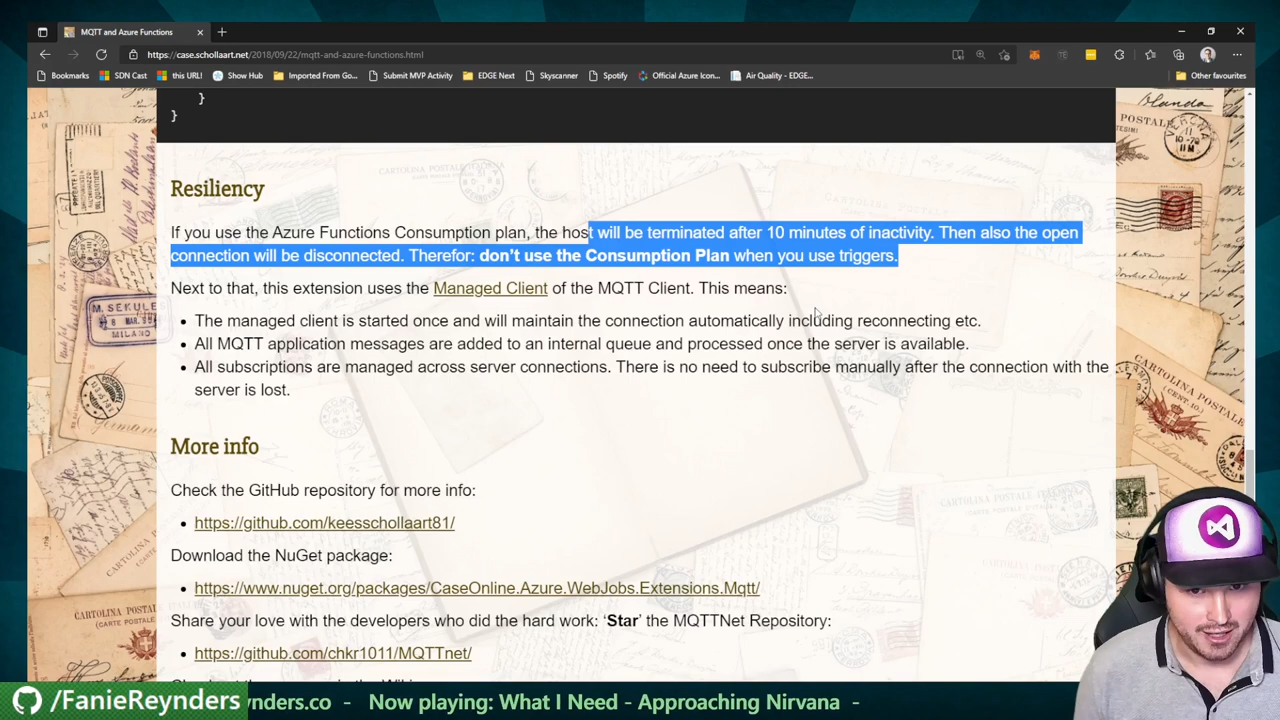 MQTT and Azure Functions
https://case.schollaart.net/2018/09/22/mqtt-and-azure-functions.html
Bookmarks
SDN Cast
this URL!
Show Hub
Imported From Go...
Submit MVP Activity
EDGE Next
Skyscanner
Spotify
Official Azure Icon...
Air Quality - EDGE...
Other favourites
}
}
Resiliency
If you use the Azure Functions Consumption plan, the host will be terminated after 10 minutes of inactivity. Then also the open
connection will be disconnected. Therefor: don't use the Consumption Plan when you use triggers.
Next to that, this extension uses the Managed Client of the MQTT Client. This means:
The managed client is started once and will maintain the connection automatically including reconnecting etc.
All MQTT application messages are added to an internal queue and processed once the server is available.
All subscriptions are managed across server connections. There is no need to subscribe manually after the connection with the
server is lost.
More info
Check the GitHub repository for more info:
https://github.com/keesschollaart81/
Download the NuGet package:
https://www.nuget.org/packages/CaseOnline.Azure.WebJobs.Extensions.Mqtt/
Share your love with the developers who did the hard work: ‘Star’ the MQTTNet Repository:
https://github.com/chkr1011/MQTTnet/
/FanieReynders
ynders.co - Now playing: What I Need - Approaching Nirvana -